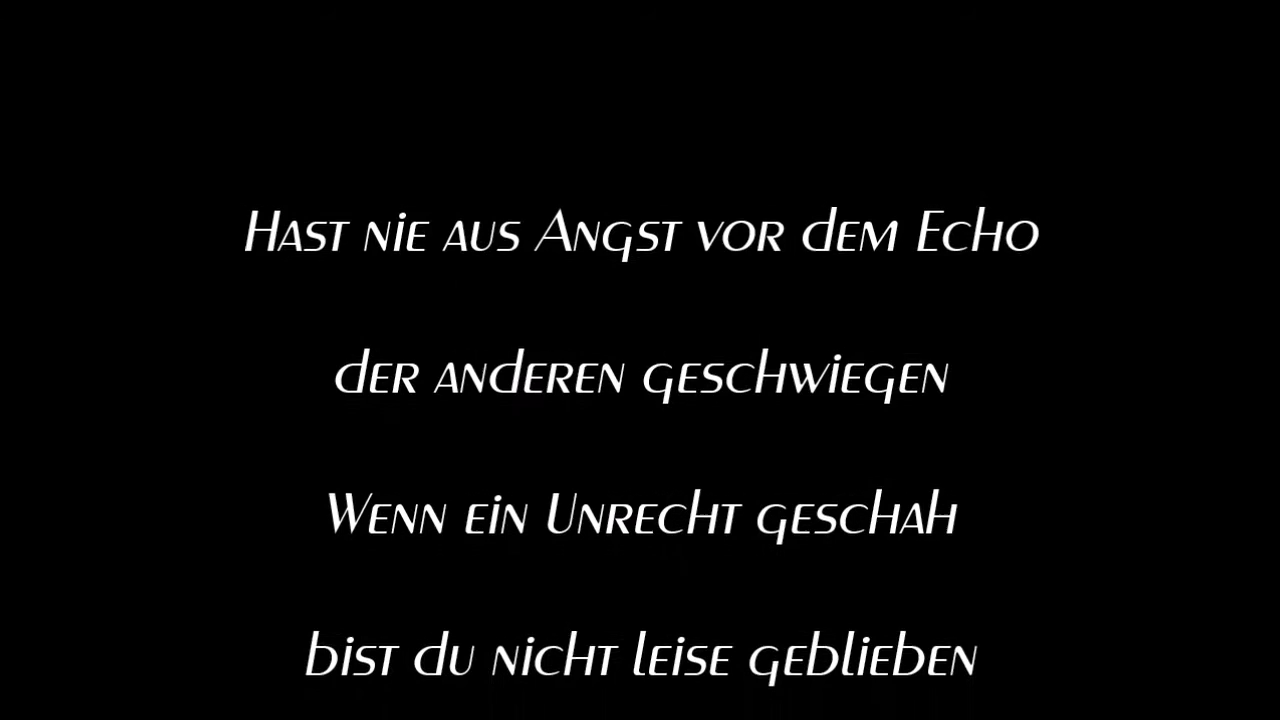 Hast nie aus Angst vor dem Echo
der anderen geschwiegen
Wenn ein Unrecht geschah
bist du nicht leise geblieben